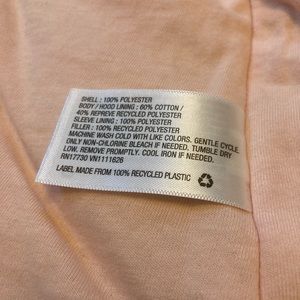 SHELL : 100% POLYESTER
BODY / HOOD LINING : 60% COTTON /
40% REPREVE RECYCLED POLYESTER
SLEEVE LINING : 100% POLYESTER
FILLER : 100% RECYCLED POLYESTER
MACHINE WASH COLD WITH LIKE COLORS. GENTLE CYCLE
ONLY NON-CHLORINE BLEACH IF NEEDED. TUMBLE DRY
LOW. REMOVE PROMPTLY. COOL IRON IF NEEDED.
RN17730 VN1111626
LABEL MADE FROM 100% RECYCLED PLASTIC